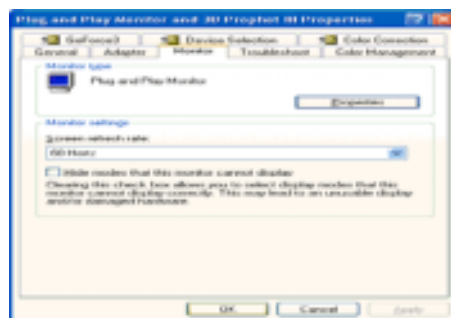 Plug and Play Monitor and 3D Prophet III Properties
GeForce3 Device Selection Color Correction
General Adapter Monitor Troubleshoot Color Management
Monitor type
Plug and Play Monitor
Properties
Monitor settings
Screen refresh rate:
60 Hertz
Hide modes that this monitor cannot display
Clearing this check box allows you to select display modes that this
monitor cannot display correctly. This may lead to an unusable display
and/or damaged hardware.
OK Cancel Apply